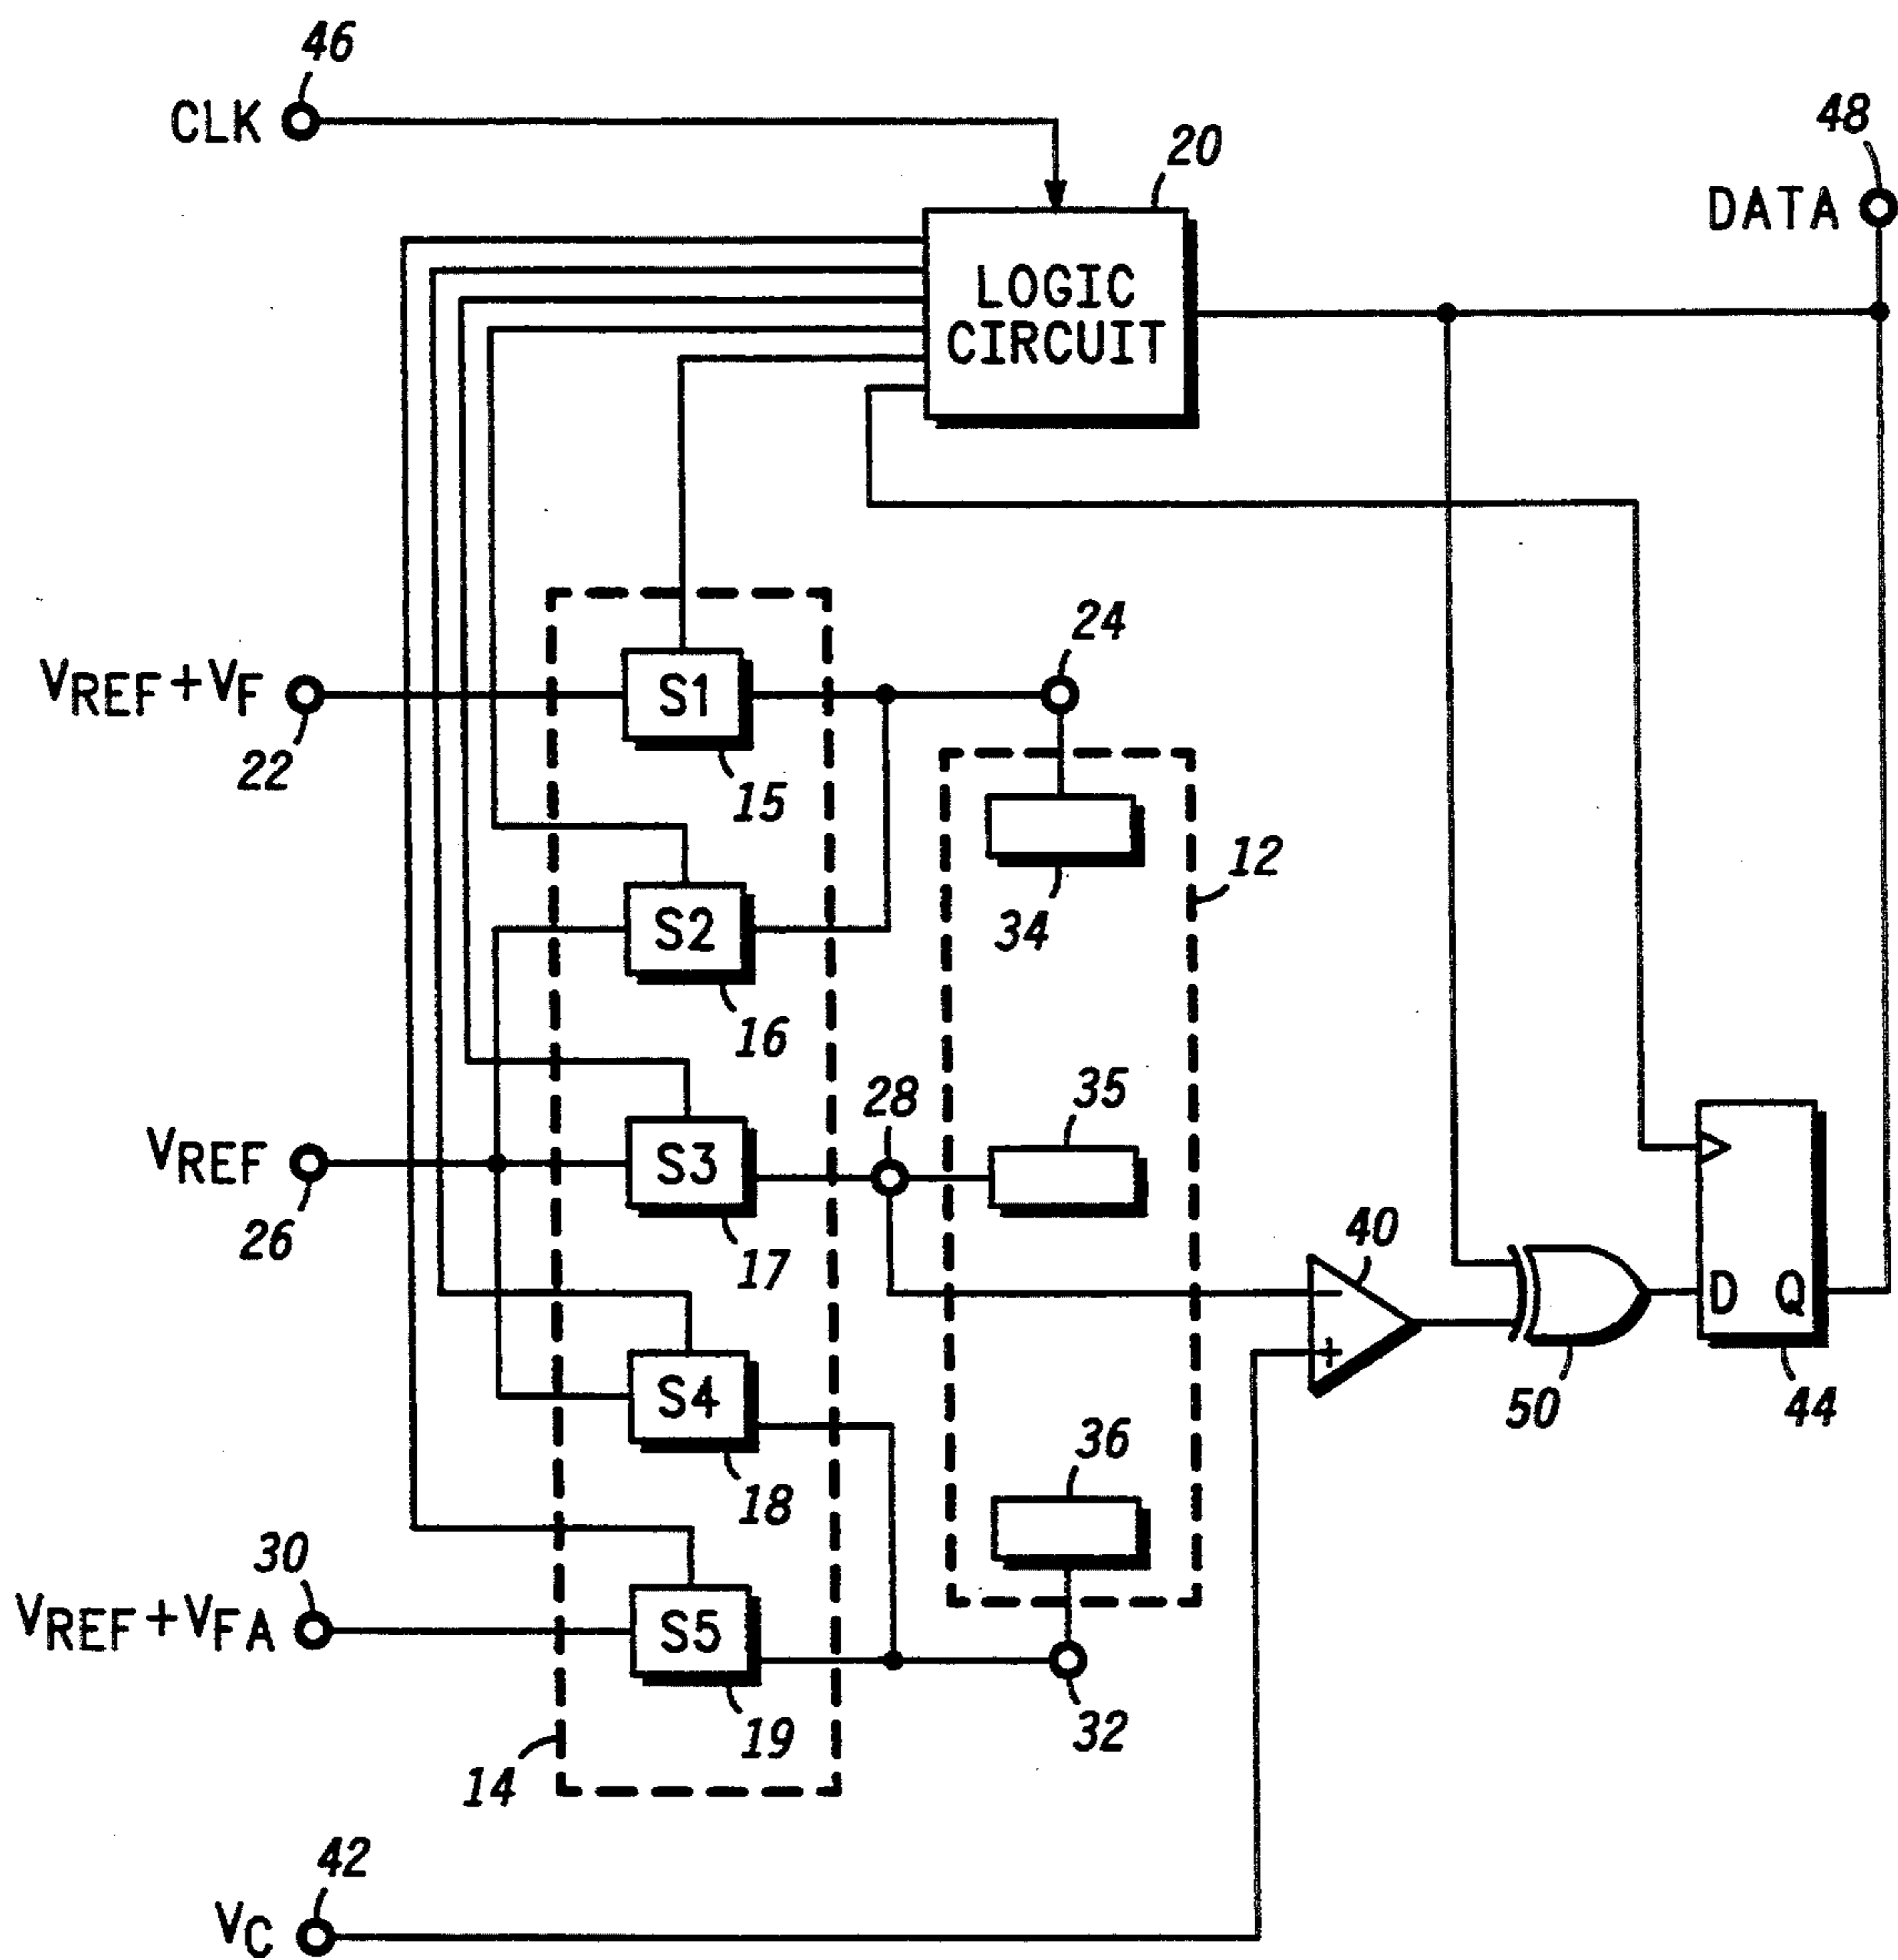 46
CLK
48
20
DATA
LOGIC
CIRCUIT
24
VREF+VF
S1
22
15
12
34
S2
16
28
35
VREF
S3
26
17
40
D Q
S4
50
44
36
18
30
VREF+VFA
S5
32
19
14
42
VC